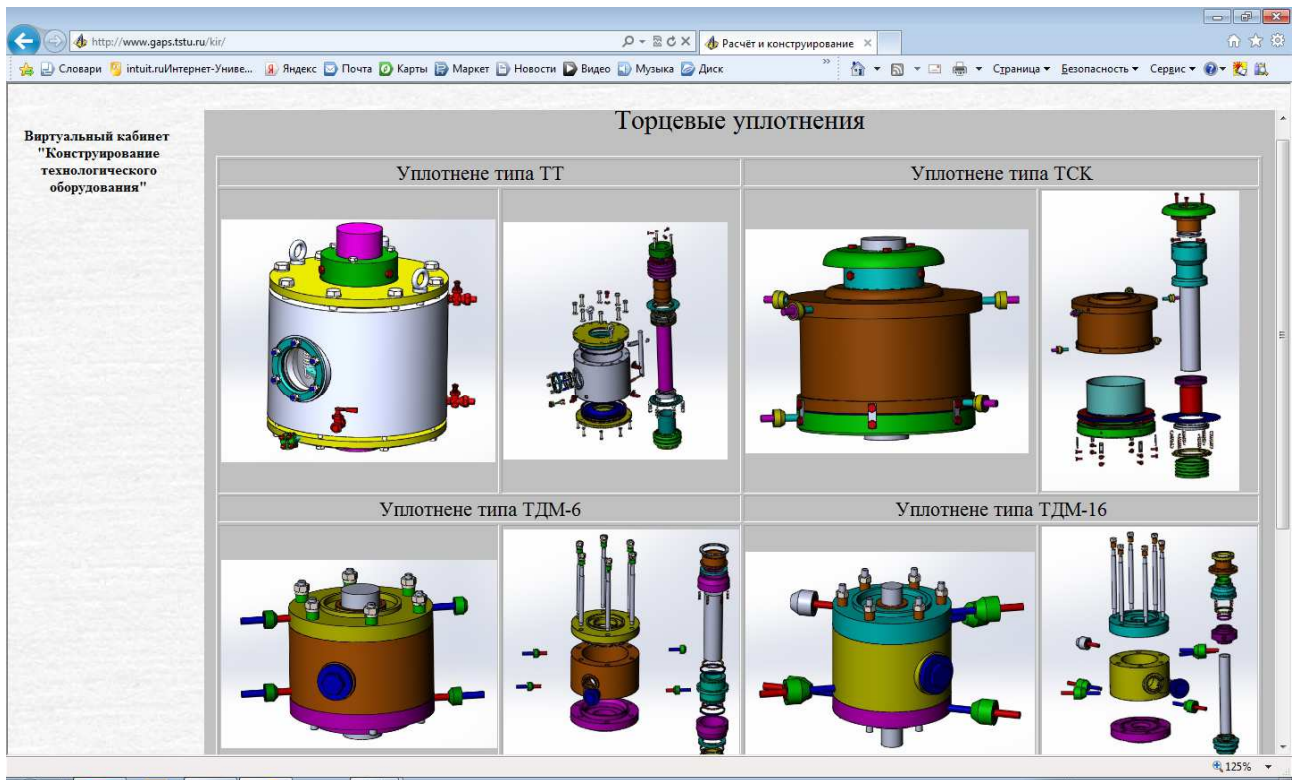 http://www.gaps.tstu.ru/kir/
Расчёт и конструирование
Словари intuit.ruИнтернет-Униве... Яндекс Почта Карты Маркет Новости Видео Музыка Диск » Страница Безопасность Сервис
Виртуальный кабинет
"Конструирование
технологического
оборудования"
Торцевые уплотнения
Уплотнене типа ТТ
Уплотнене типа ТСК
Уплотнене типа ТДМ-6
Уплотнене типа ТДМ-16
125%